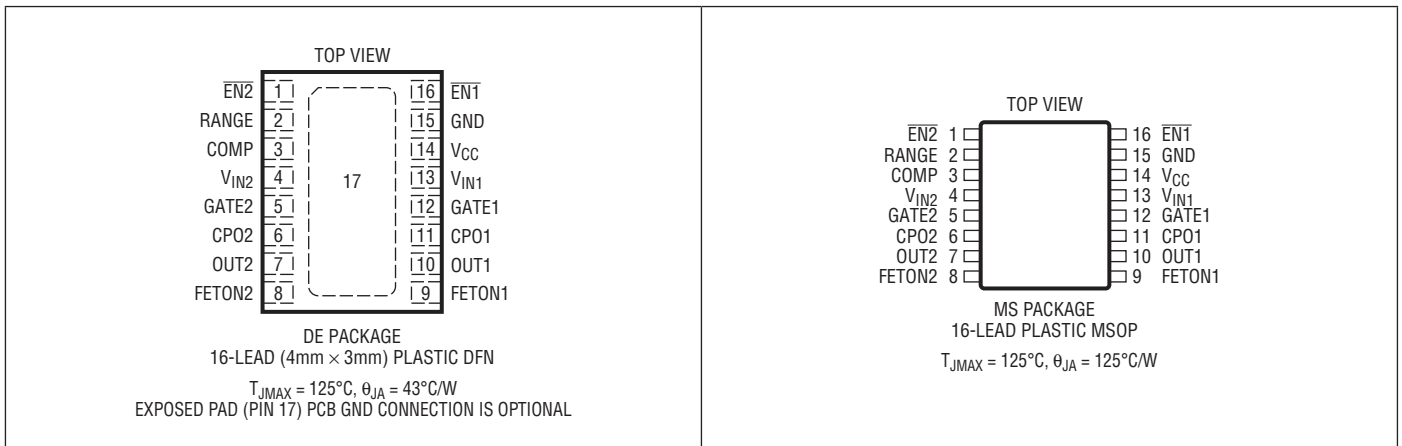 TOP VIEW
E̅N̅2̅ 1 16 E̅N̅1̅
RANGE 2 15 GND
COMP 3 14 VCC
VIN2 4 13 VIN1
17
GATE2 5 12 GATE1
CPO2 6 11 CPO1
OUT2 7 10 OUT1
FETON2 8 9 FETON1
DE PACKAGE
16-LEAD (4mm × 3mm) PLASTIC DFN
TJMAX = 125°C, θJA = 43°C/W
EXPOSED PAD (PIN 17) PCB GND CONNECTION IS OPTIONAL
TOP VIEW
E̅N̅2̅ 1 16 E̅N̅1̅
RANGE 2 15 GND
COMP 3 14 VCC
VIN2 4 13 VIN1
GATE2 5 12 GATE1
CPO2 6 11 CPO1
OUT2 7 10 OUT1
FETON2 8 9 FETON1
MS PACKAGE
16-LEAD PLASTIC MSOP
TJMAX = 125°C, θJA = 125°C/W